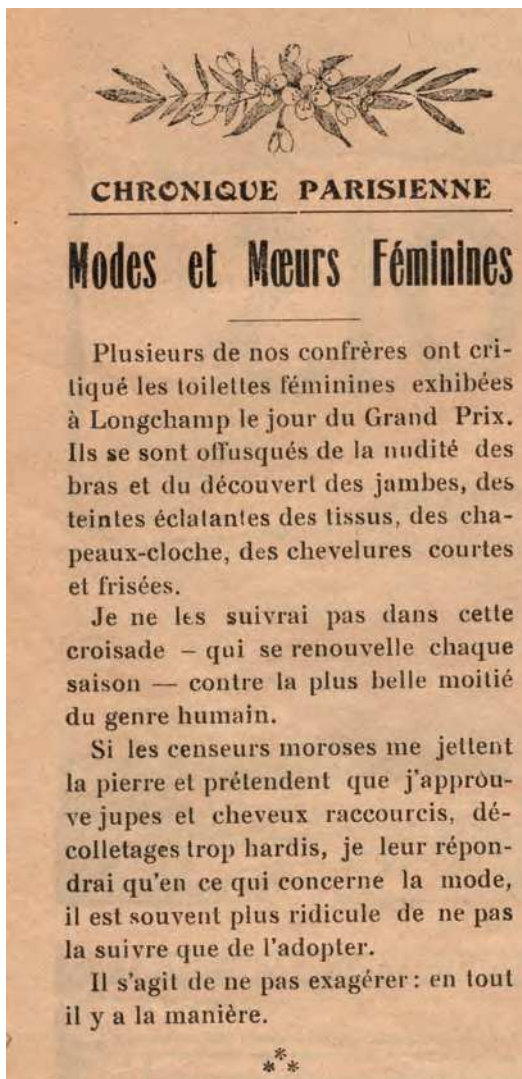 CHRONIQUE PARISIENNE
Modes et Mœurs Féminines
Plusieurs de nos confrères ont cri-
tiqué les toilettes féminines exhibées
à Longchamp le jour du Grand Prix.
Ils se sont offusqués de la nudité des
bras et du découvert des jambes, des
teintes éclatantes des tissus, des cha-
peaux-cloche, des chevelures courtes
et frisées.
Je ne les suivrai pas dans cette
croisade – qui se renouvelle chaque
saison — contre la plus belle moitié
du genre humain.
Si les censeurs moroses me jettent
la pierre et prétendent que j'approu-
ve jupes et cheveux raccourcis, dé-
colletages trop hardis, je leur répon-
drai qu'en ce qui concerne la mode,
il est souvent plus ridicule de ne pas
la suivre que de l'adopter.
Il s'agit de ne pas exagérer : en tout
il y a la manière.
***